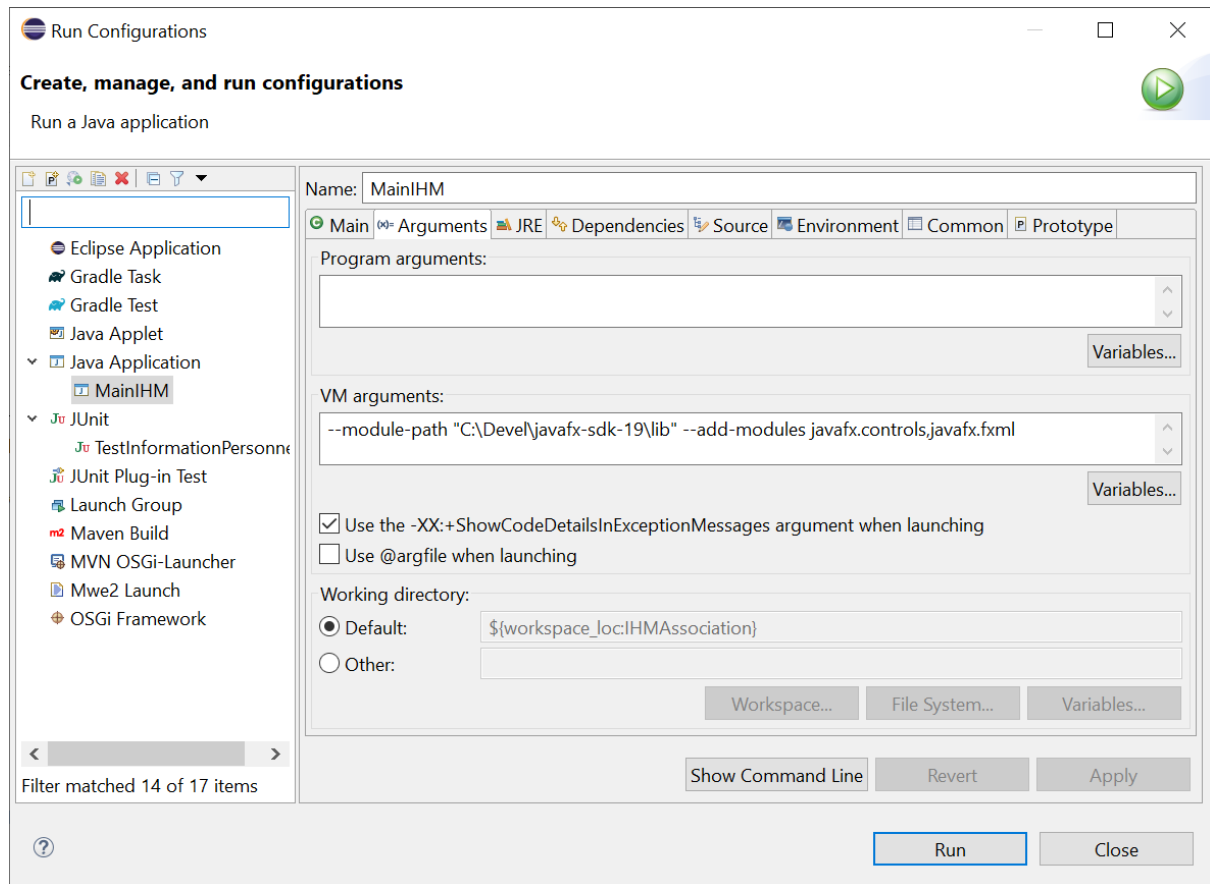 Run Configurations
Create, manage, and run configurations
Run a Java application
Name: MainIHM
Main Arguments JRE Dependencies Source Environment Common Prototype
Eclipse Application
Gradle Task
Gradle Test
Java Applet
Java Application
MainIHM
JUnit
TestInformationPersonne
JUnit Plug-in Test
Launch Group
Maven Build
MVN OSGi-Launcher
Mwe2 Launch
OSGi Framework
Filter matched 14 of 17 items
Program arguments:
Variables...
VM arguments:
--module-path "C:\Devel\javafx-sdk-19\lib" --add-modules javafx.controls,javafx.fxml
Variables...
Use the -XX:+ShowCodeDetailsInExceptionMessages argument when launching
Use @argfile when launching
Working directory:
Default: ${workspace_loc:IHMAssociation}
Other:
Workspace... File System... Variables...
Show Command Line Revert Apply
Run Close